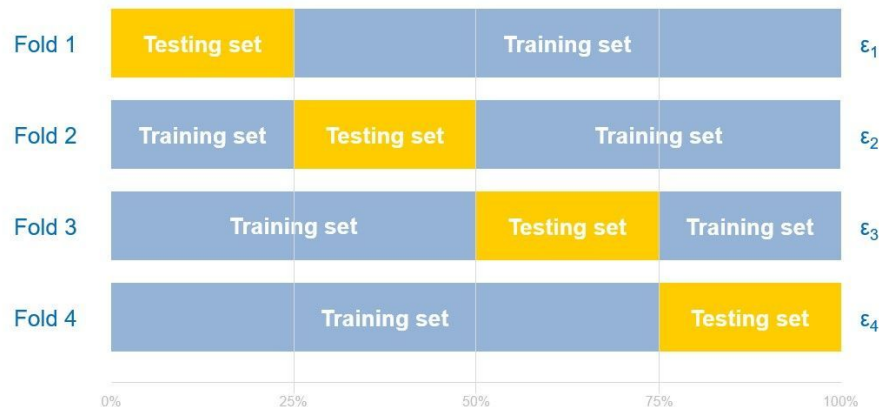 Fold 1 Testing set Training set ε1
Fold 2 Training set Testing set Training set ε2
Fold 3 Training set Testing set Training set ε3
Fold 4 Training set Testing set ε4
0% 25% 50% 75% 100%